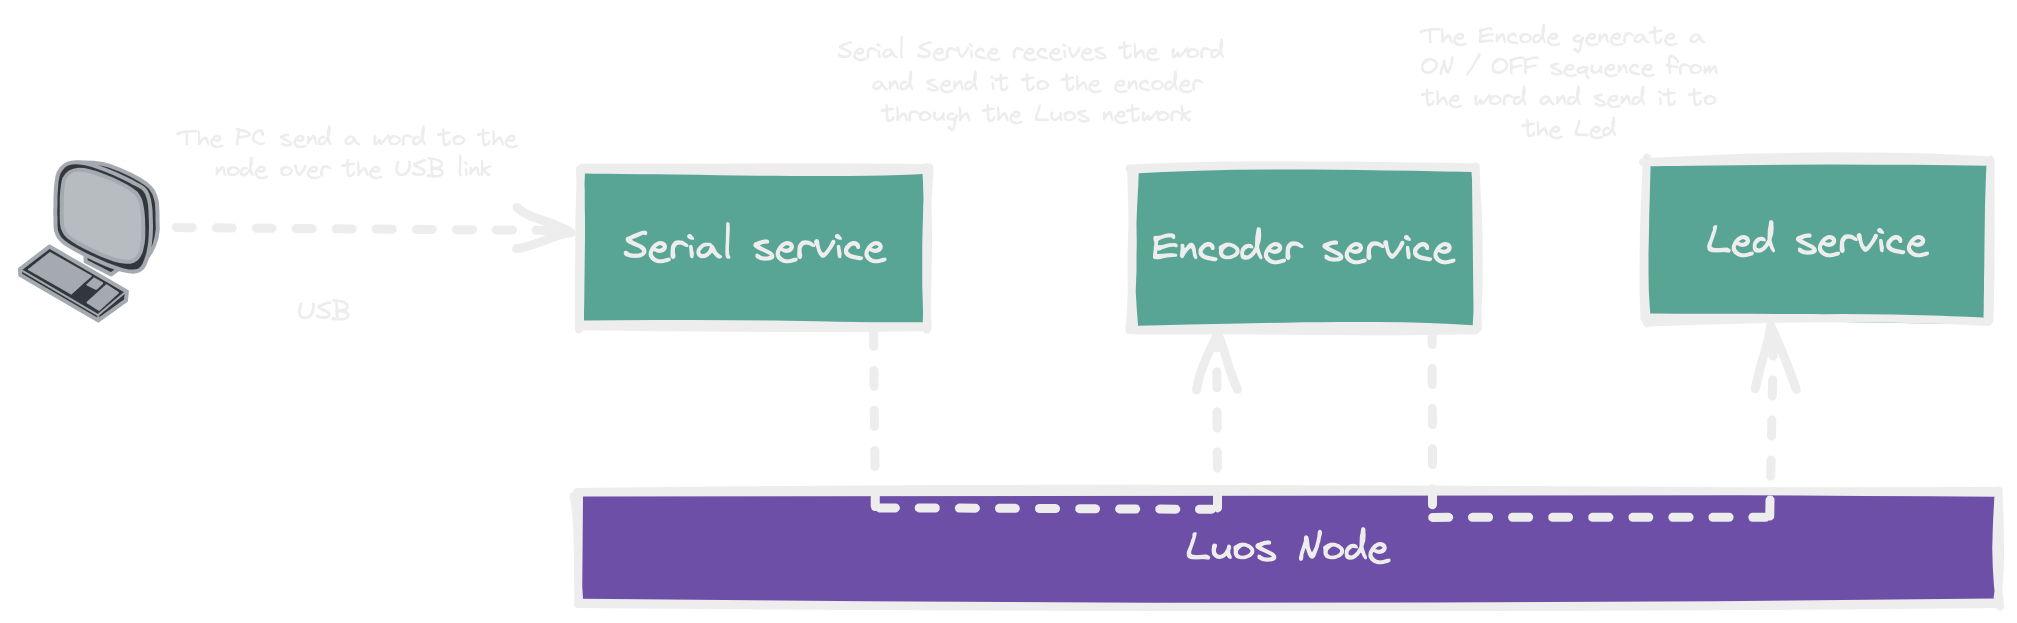 The PC send a word to the
node over the USB link
USB
Serial Service receives the word
and send it to the encoder
through the Luos network
The Encode generate a
ON / OFF sequence from
the word and send it to
the Led
Serial service
Encoder service
Led service
Luos Node